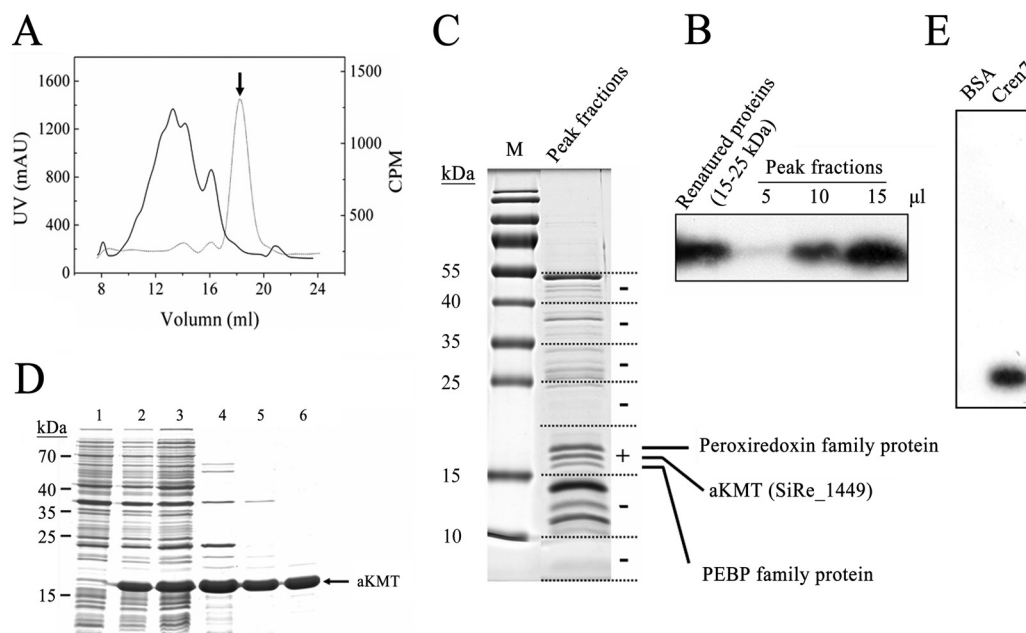 A
1600
1200
800
400
0
UV (mAU)
1500
1000
500
CPM
8 12 16 20 24
Volumn (ml)
C
kDa
M
Peak fractions
55
40
35
25
15
10
-
-
-
-
+
-
-
Peroxiredoxin family protein
aKMT (SiRe_1449)
PEBP family protein
B
Renatured proteins
(15-25 kDa)
Peak fractions
5 10 15 µl
E
BSA
Cren7
D
kDa
1 2 3 4 5 6
70
40
35
25
15
aKMT